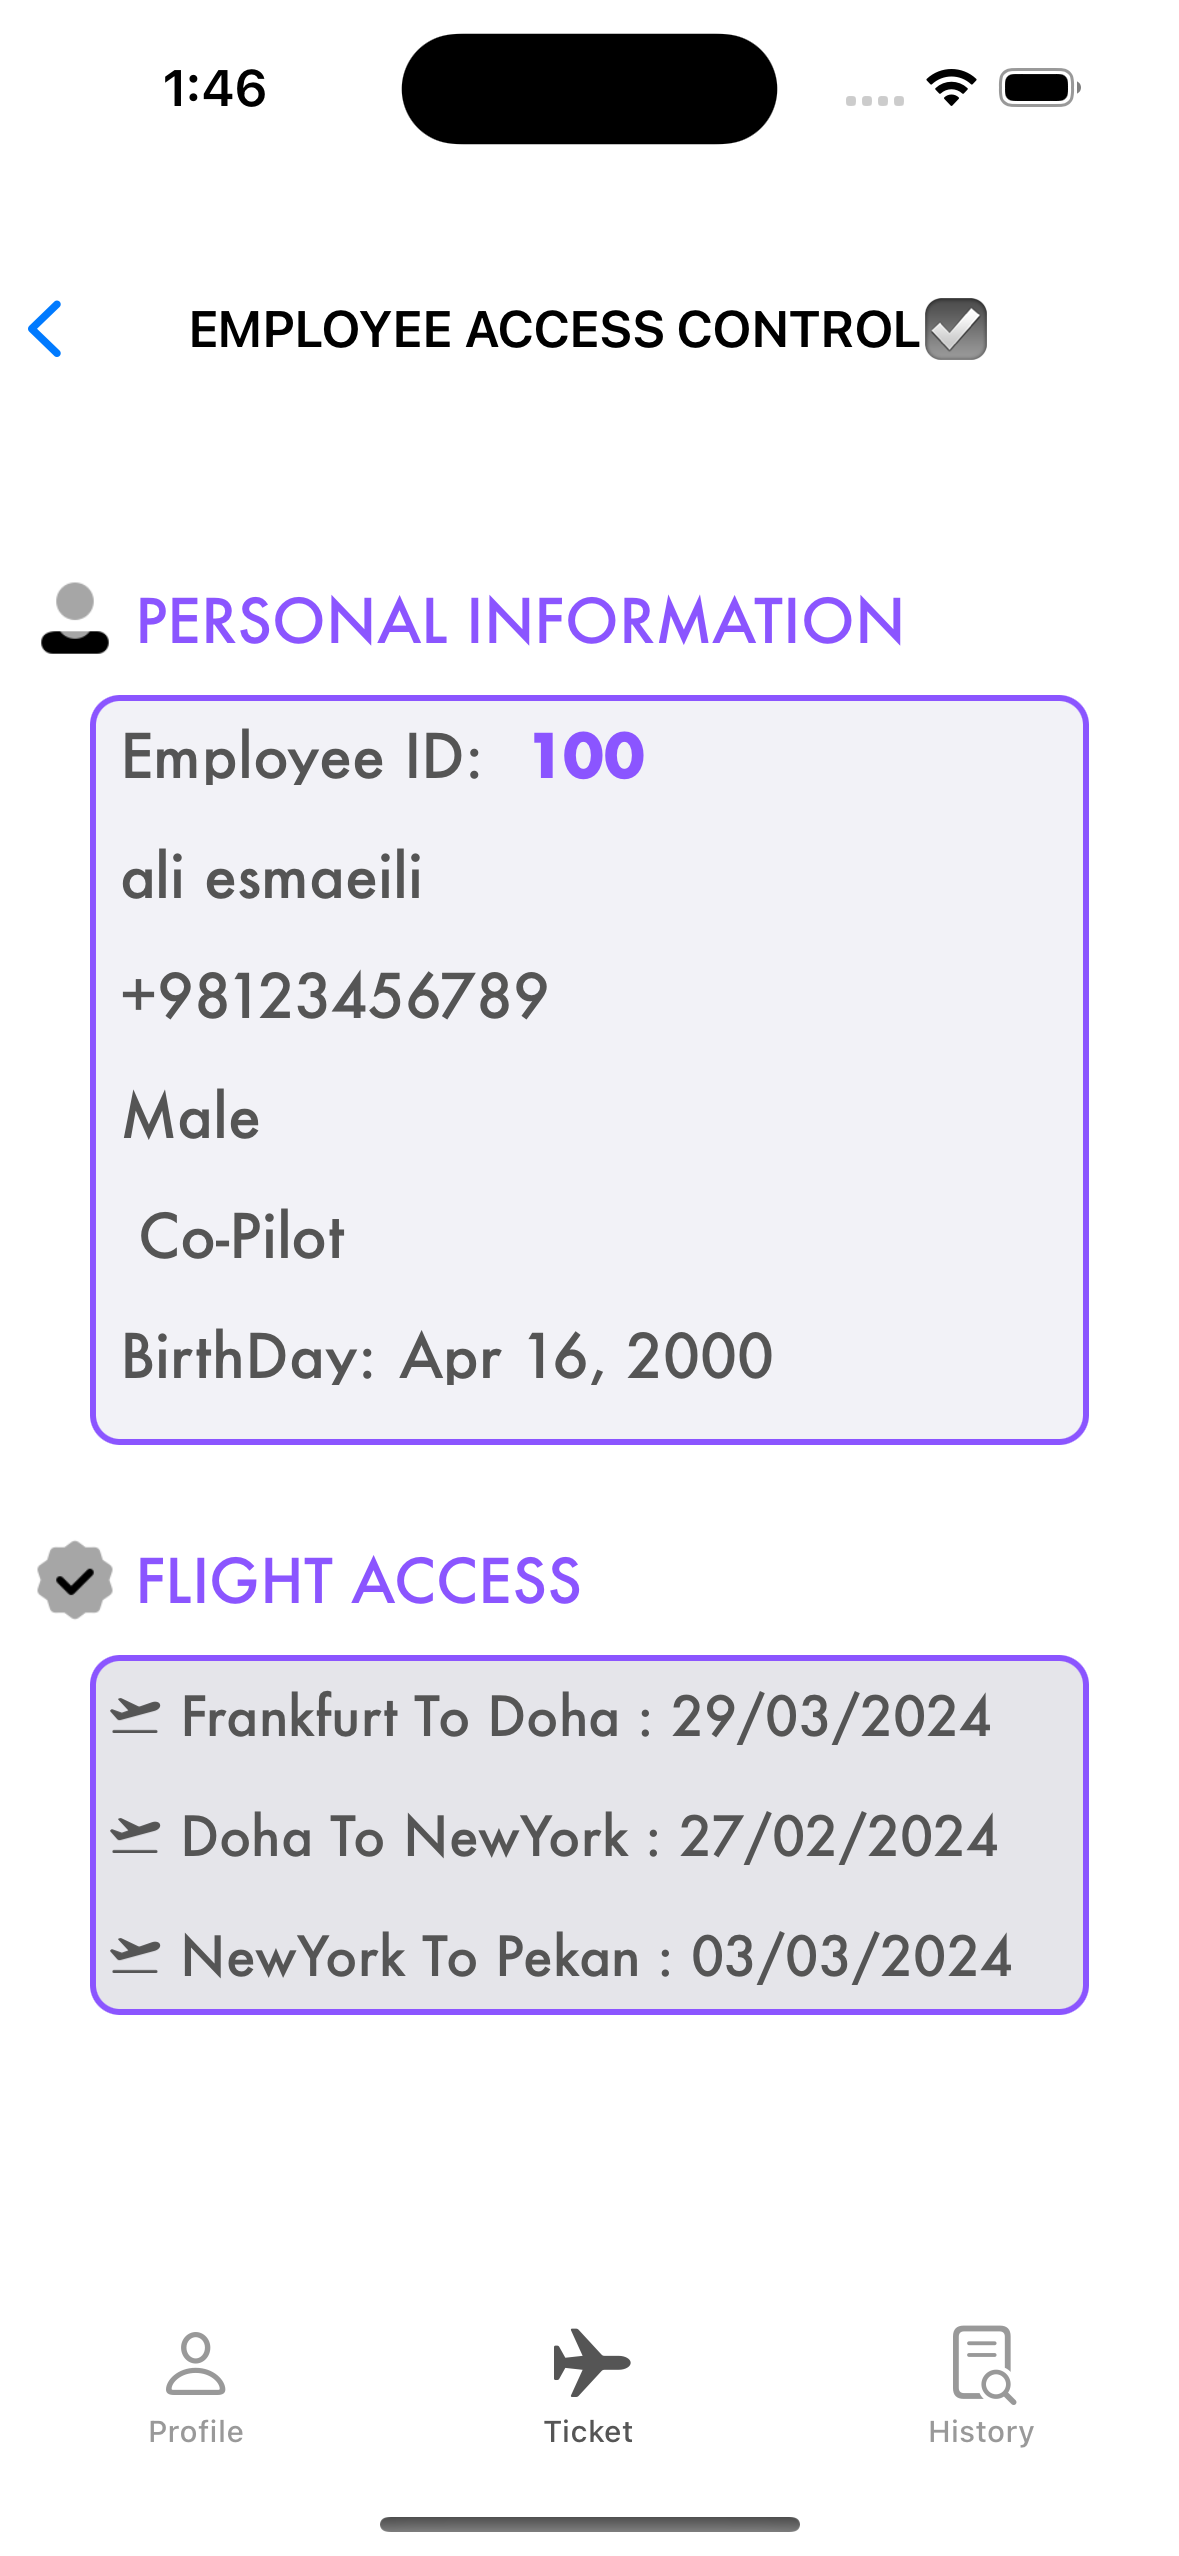 1:46
EMPLOYEE ACCESS CONTROL
PERSONAL INFORMATION
Employee ID: 100
ali esmaeili
+98123456789
Male
Co-Pilot
BirthDay: Apr 16, 2000
FLIGHT ACCESS
Frankfurt To Doha : 29/03/2024
Doha To NewYork : 27/02/2024
NewYork To Pekan : 03/03/2024
Profile
Ticket
History